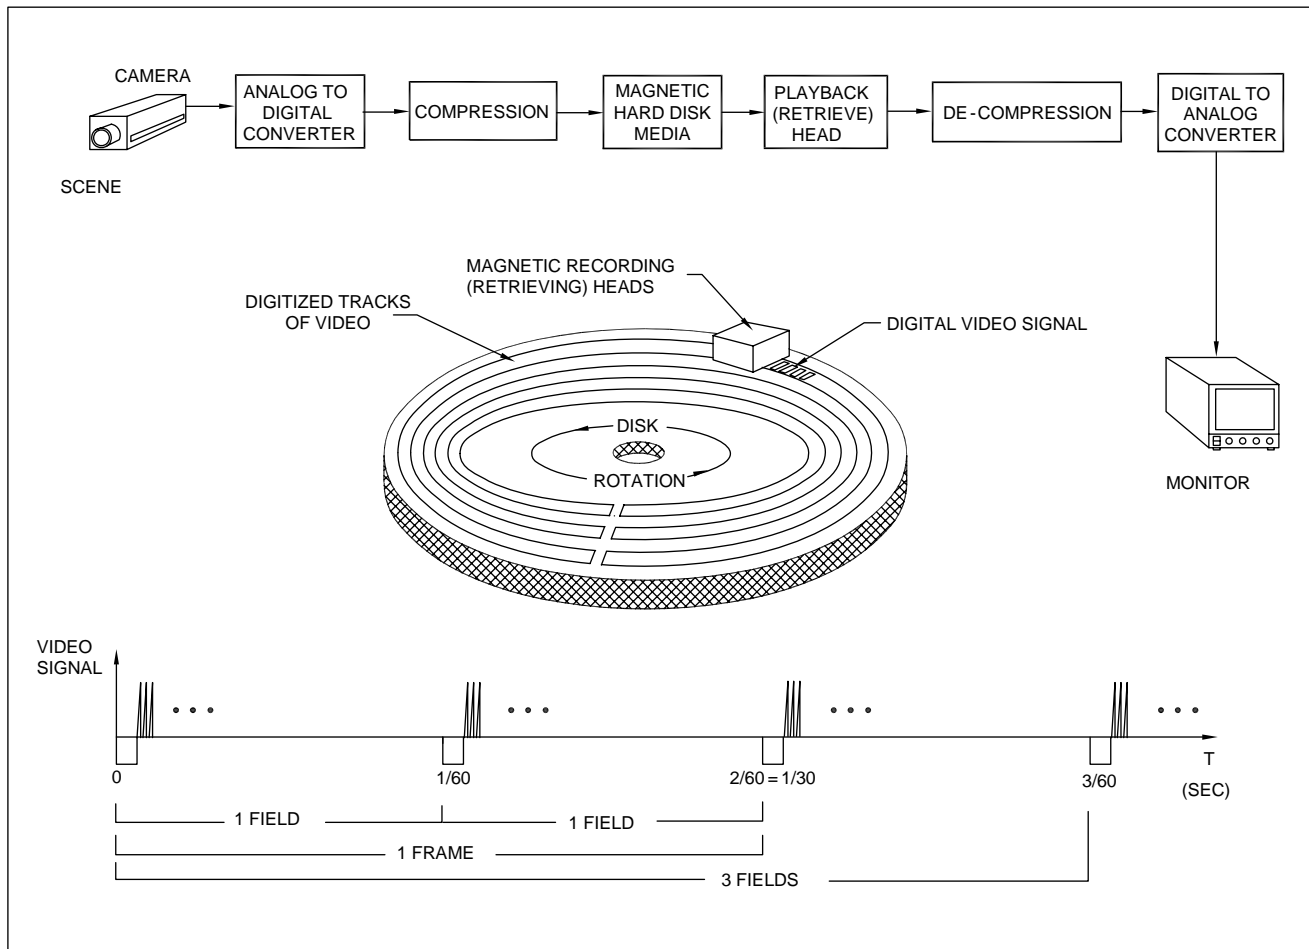 CAMERA
SCENE
ANALOG TO
DIGITAL
CONVERTER
COMPRESSION
MAGNETIC
HARD DISK
MEDIA
PLAYBACK
(RETRIEVE)
HEAD
DE-COMPRESSION
DIGITAL TO
ANALOG
CONVERTER
MAGNETIC RECORDING
(RETRIEVING) HEADS
DIGITIZED TRACKS
OF VIDEO
DIGITAL VIDEO SIGNAL
DISK
ROTATION
MONITOR
VIDEO
SIGNAL
0
1/60
2/60 = 1/30
3/60
T
(SEC)
1 FIELD
1 FIELD
1 FRAME
3 FIELDS